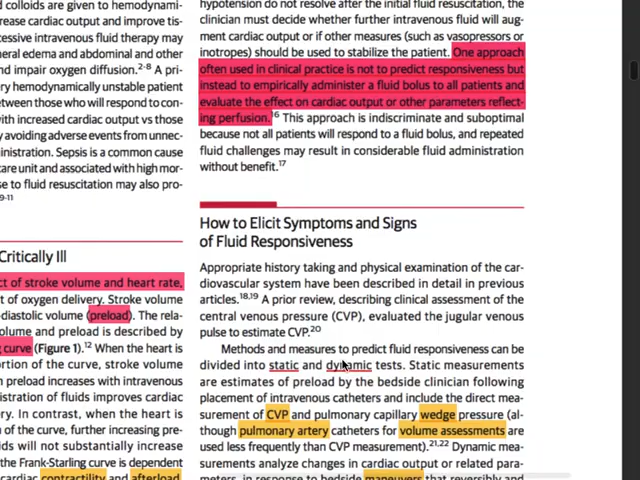 d colloids are given to hemodynami-
rease cardiac output and improve tis-
cessive intravenous fluid therapy may
neral edema and abdominal and other
nd impair oxygen diffusion.2-8 A pri-
ery hemodynamically unstable patient
etween those who will respond to con-
with increased cardiac output vs those
y avoiding adverse events from unnec-
inistration. Sepsis is a common cause
care unit and associated with high mor-
se to fluid resuscitation may also pro-
9-11
Critically Ill
ct of stroke volume and heart rate,
t of oxygen delivery. Stroke volume
-diastolic volume (preload). The rela-
olume and preload is described by
g curve (Figure 1).12 When the heart is
ortion of the curve, stroke volume
n preload increases with intravenous
istration of fluids improves cardiac
ry. In contrast, when the heart is
of the curve, further increasing pre-
ids will not substantially increase
the Frank-Starling curve is dependent
cardiac contractility and afterload.
hypotension do not resolve after the initial fluid resuscitation, the
clinician must decide whether further intravenous fluid will aug-
ment cardiac output or if other measures (such as vasopressors or
inotropes) should be used to stabilize the patient. One approach
often used in clinical practice is not to predict responsiveness but
instead to empirically administer a fluid bolus to all patients and
evaluate the effect on cardiac output or other parameters reflect-
ing perfusion.16 This approach is indiscriminate and suboptimal
because not all patients will respond to a fluid bolus, and repeated
fluid challenges may result in considerable fluid administration
without benefit.17
How to Elicit Symptoms and Signs
of Fluid Responsiveness
Appropriate history taking and physical examination of the car-
diovascular system have been described in detail in previous
articles.18,19 A prior review, describing clinical assessment of the
central venous pressure (CVP), evaluated the jugular venous
pulse to estimate CVP.20
Methods and measures to predict fluid responsiveness can be
divided into static and dynamic tests. Static measurements
are estimates of preload by the bedside clinician following
placement of intravenous catheters and include the direct mea-
surement of CVP and pulmonary capillary wedge pressure (al-
though pulmonary artery catheters for volume assessments are
used less frequently than CVP measurement).21,22 Dynamic mea-
surements analyze changes in cardiac output or related para-
meters, in response to bedside maneuvers that reversibly and